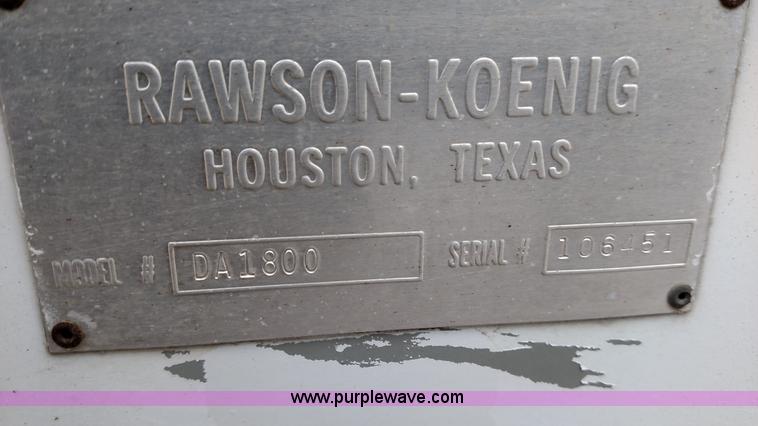 RAWSON-KOENIG
HOUSTON, TEXAS
MODEL # DA1800 SERIAL # 106451
www.purplewave.com